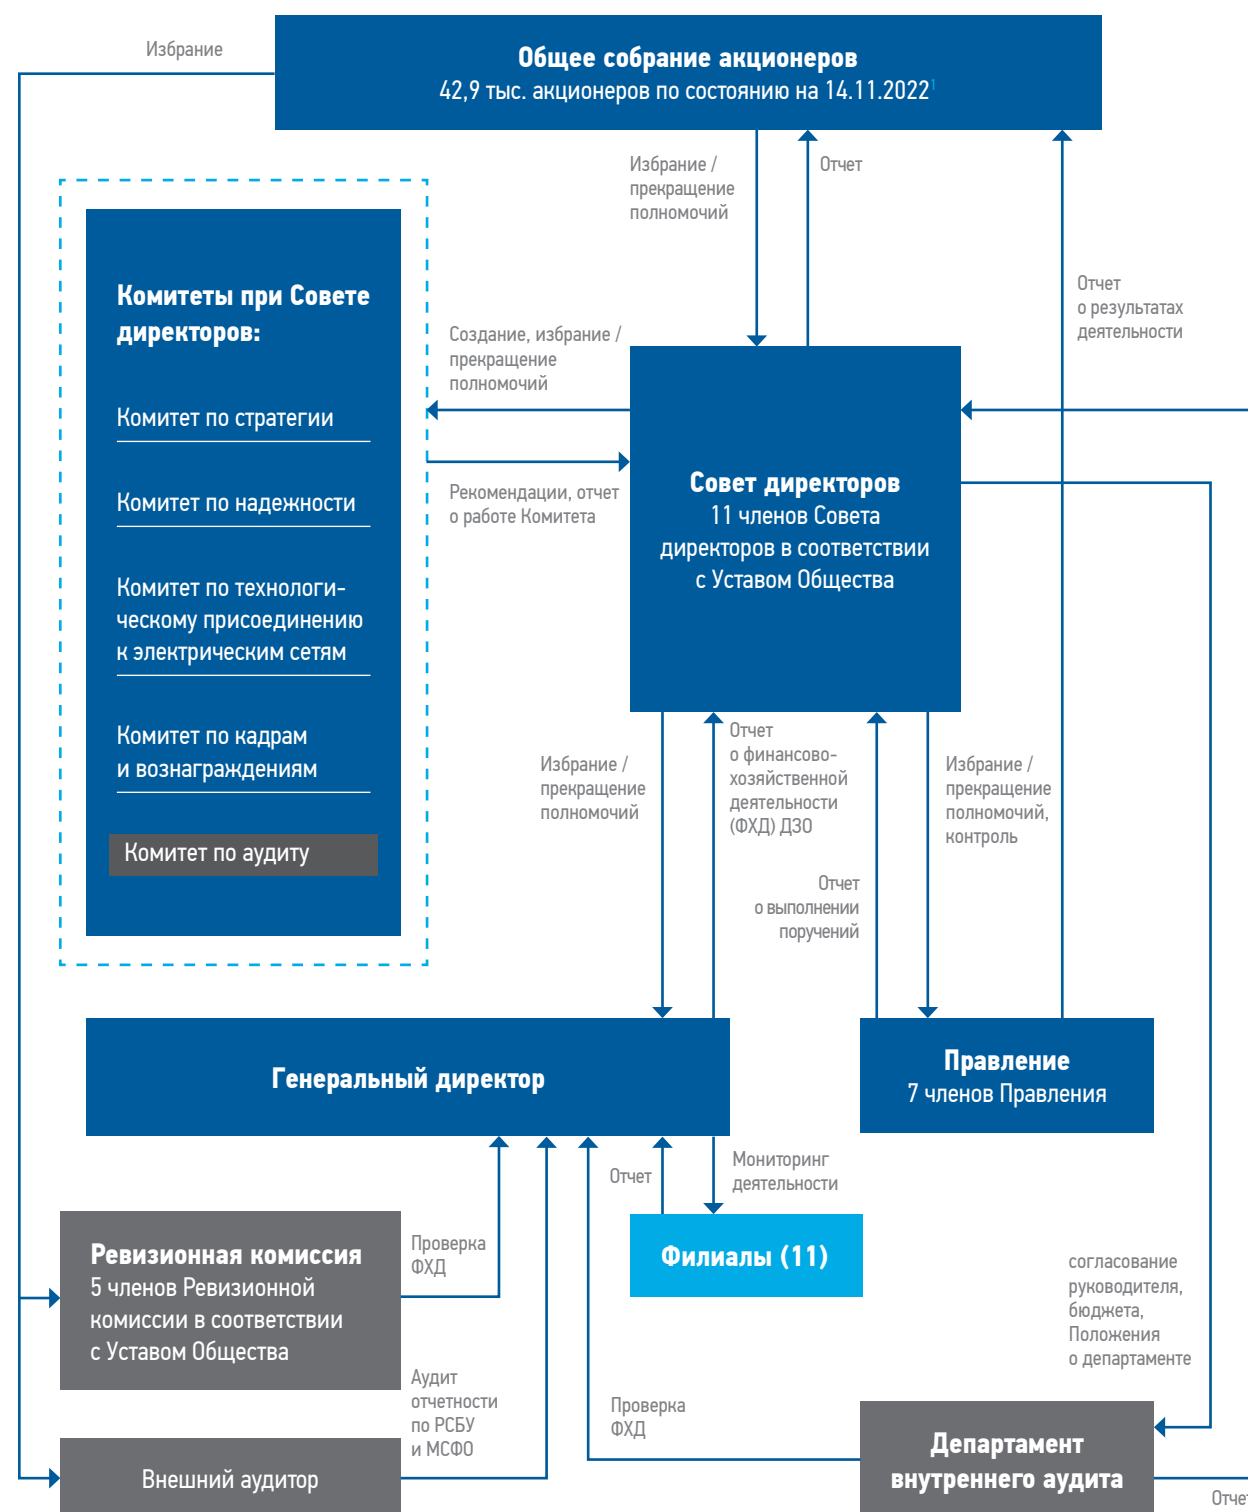 Избрание
Общее собрание акционеров
42,9 тыс. акционеров по состоянию на 14.11.2022¹
Избрание /
прекращение
полномочий
Отчет
Отчет
о результатах
деятельности
Комитеты при Совете
директоров:
Комитет по стратегии
Комитет по надежности
Комитет по технологи-
ческому присоединению
к электрическим сетям
Комитет по кадрам
и вознаграждениям
Комитет по аудиту
Создание, избрание /
прекращение
полномочий
Рекомендации, отчет
о работе Комитета
Совет директоров
11 членов Совета
директоров в соответствии
с Уставом Общества
Избрание /
прекращение
полномочий
Отчет
о финансово-
хозяйственной
деятельности
(ФХД) ДЗО
Отчет
о выполнении
поручений
Избрание /
прекращение
полномочий,
контроль
Генеральный директор
Правление
7 членов Правления
Отчет
Мониторинг
деятельности
Филиалы (11)
Ревизионная комиссия
5 членов Ревизионной
комиссии в соответствии
с Уставом Общества
Проверка
ФХД
Аудит
отчетности
по РСБУ
и МСФО
Внешний аудитор
Проверка
ФХД
согласование
руководителя,
бюджета,
Положения
о департаменте
Департамент
внутреннего аудита
Отчет